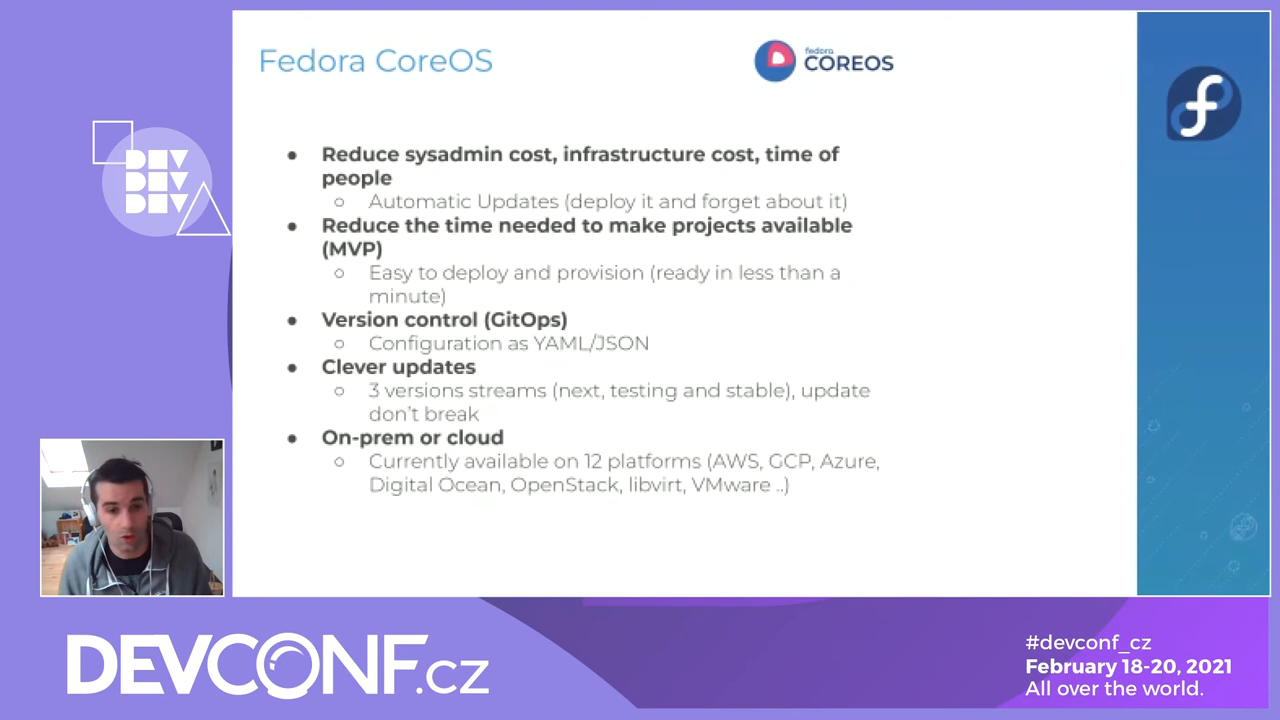 Fedora CoreOS
fedora
COREOS
DEV
DEV
DEV
● Reduce sysadmin cost, infrastructure cost, time of
people
○ Automatic Updates (deploy it and forget about it)
● Reduce the time needed to make projects available
(MVP)
○ Easy to deploy and provision (ready in less than a
minute)
● Version control (GitOps)
○ Configuration as YAML/JSON
● Clever updates
○ 3 versions streams (next, testing and stable), update
don't break
● On-prem or cloud
○ Currently available on 12 platforms (AWS, GCP, Azure,
Digital Ocean, OpenStack, libvirt, VMware ..)
DEVCONF.cz
#devconf_cz
February 18-20, 2021
All over the world.